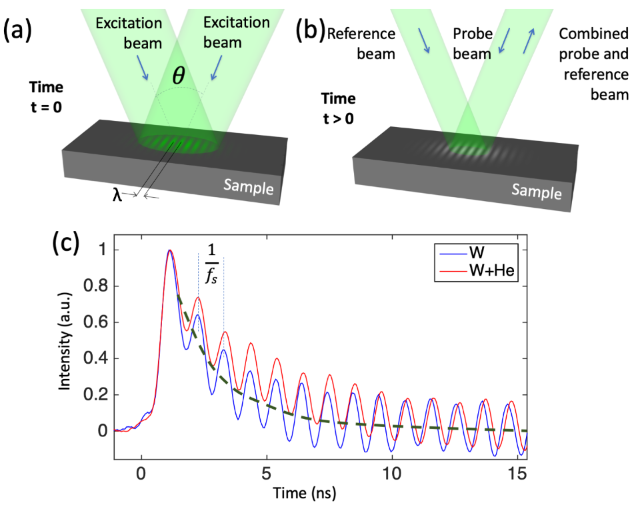 (a)
Excitation
beam
Excitation
beam
θ
Time
t = 0
λ
Sample
(b)
Reference
beam
Probe
beam
Combined
probe and
reference
beam
Time
t > 0
Sample
(c)
1
f_s
W
W+He
Intensity (a.u.)
1
0.8
0.6
0.4
0.2
0
0
5
10
15
Time (ns)